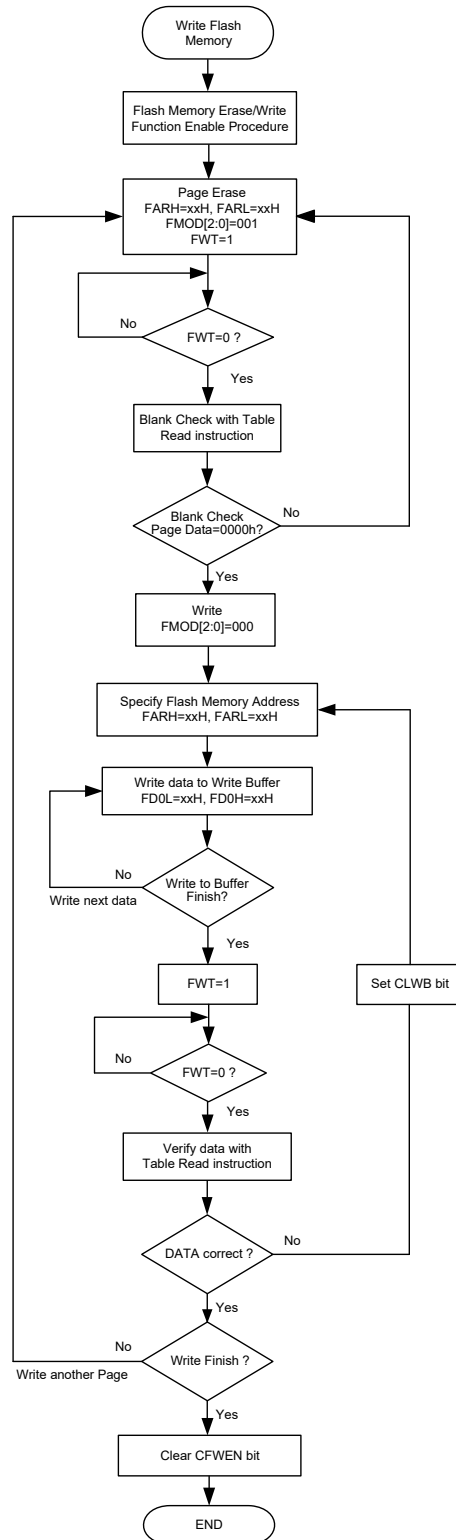 Write Flash
Memory
Flash Memory Erase/Write
Function Enable Procedure
Page Erase
FARH=xxH, FARL=xxH
FMOD[2:0]=001
FWT=1
No
FWT=0 ?
Yes
Blank Check with Table
Read instruction
Blank Check
Page Data=0000h?
No
Yes
Write
FMOD[2:0]=000
Specify Flash Memory Address
FARH=xxH, FARL=xxH
Write data to Write Buffer
FD0L=xxH, FD0H=xxH
No
Write next data
Write to Buffer
Finish?
Yes
FWT=1
Set CLWB bit
No
FWT=0 ?
Yes
Verify data with
Table Read instruction
DATA correct ?
No
Yes
No
Write another Page
Write Finish ?
Yes
Clear CFWEN bit
END